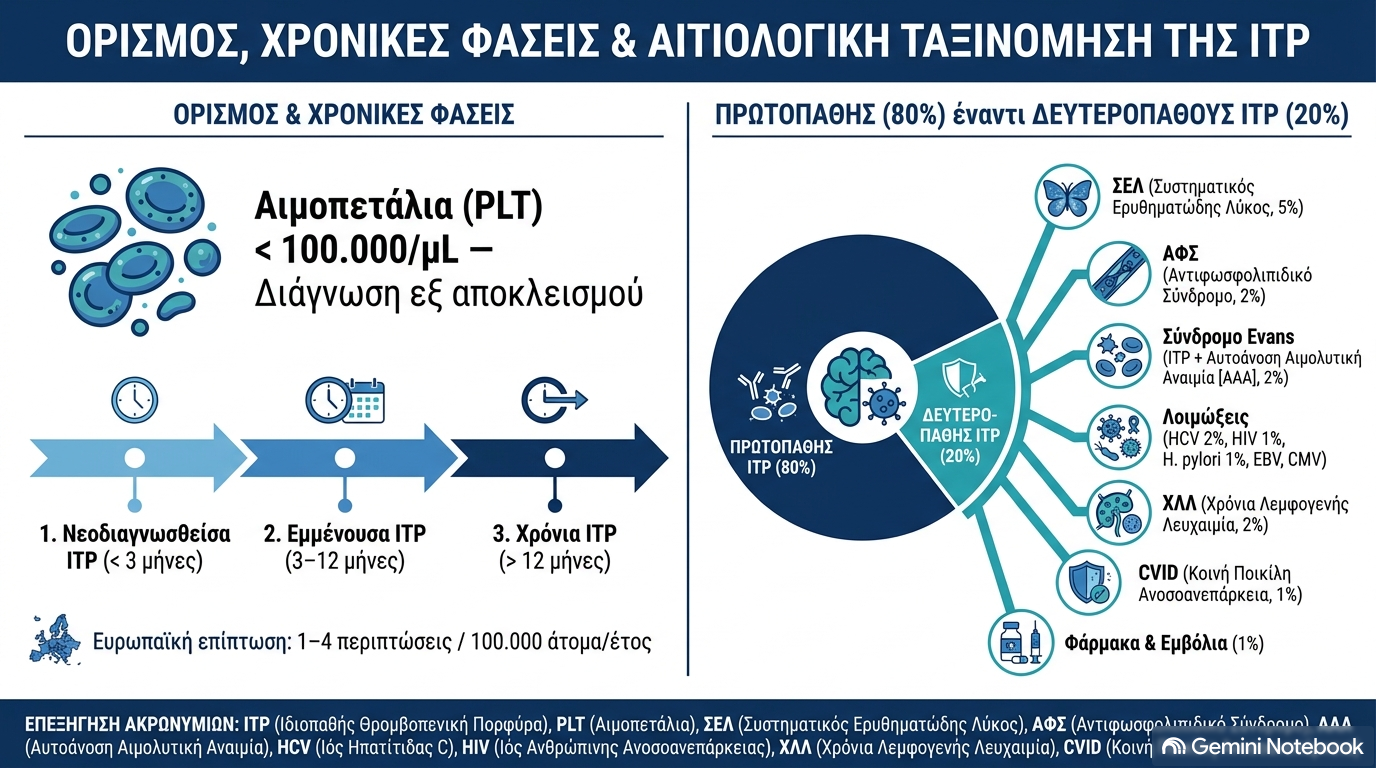 ΟΡΙΣΜΟΣ, ΧΡΟΝΙΚΕΣ ΦΑΣΕΙΣ & ΑΙΤΙΟΛΟΓΙΚΗ ΤΑΞΙΝΟΜΗΣΗ ΤΗΣ ITP
ΟΡΙΣΜΟΣ & ΧΡΟΝΙΚΕΣ ΦΑΣΕΙΣ
Αιμοπετάλια (PLT)
< 100.000/μL —
Διάγνωση εξ αποκλεισμού
1. Νεοδιαγνωσθείσα
ITP (< 3 μήνες)
2. Εμμένουσα ITP
(3–12 μήνες)
3. Χρόνια ITP
(> 12 μήνες)
Ευρωπαϊκή επίπτωση: 1–4 περιπτώσεις / 100.000 άτομα/έτος
ΠΡΩΤΟΠΑΘΗΣ (80%) έναντι ΔΕΥΤΕΡΟΠΑΘΟΥΣ ITP (20%)
ΠΡΩΤΟΠΑΘΗΣ
ITP (80%)
ΔΕΥΤΕΡΟ-
ΠΑΘΗΣ ITP
(20%)
ΣΕΛ (Συστηματικός
Ερυθηματώδης Λύκος, 5%)
ΑΦΣ
(Αντιφωσφολιπιδικό
Σύνδρομο, 2%)
Σύνδρομο Evans
(ITP + Αυτοάνοση Αιμολυτική
Αναιμία [ΑΑΑ], 2%)
Λοιμώξεις
(HCV 2%, HIV 1%,
H. pylori 1%, EBV, CMV)
ΧΛΛ (Χρόνια Λεμφογενής
Λευχαιμία, 2%)
CVID (Κοινή Ποικίλη
Ανοσοανεπάρκεια, 1%)
Φάρμακα & Εμβόλια (1%)
ΕΠΕΞΗΓΗΣΗ ΑΚΡΩΝΥΜΙΩΝ: ITP (Ιδιοπαθής Θρομβοπενική Πορφύρα), PLT (Αιμοπετάλια), ΣΕΛ (Συστηματικός Ερυθηματώδης Λύκος), ΑΦΣ (Αντιφωσφολιπιδικό Σύνδρομο), ΑΑΑ
(Αυτοάνοση Αιμολυτική Αναιμία), HCV (Ιός Ηπατίτιδας C), HIV (Ιός Ανθρώπινης Ανοσοανεπάρκειας), ΧΛΛ (Χρόνια Λεμφογενής Λευχαιμία), CVID (Κοινή
Gemini Notebook